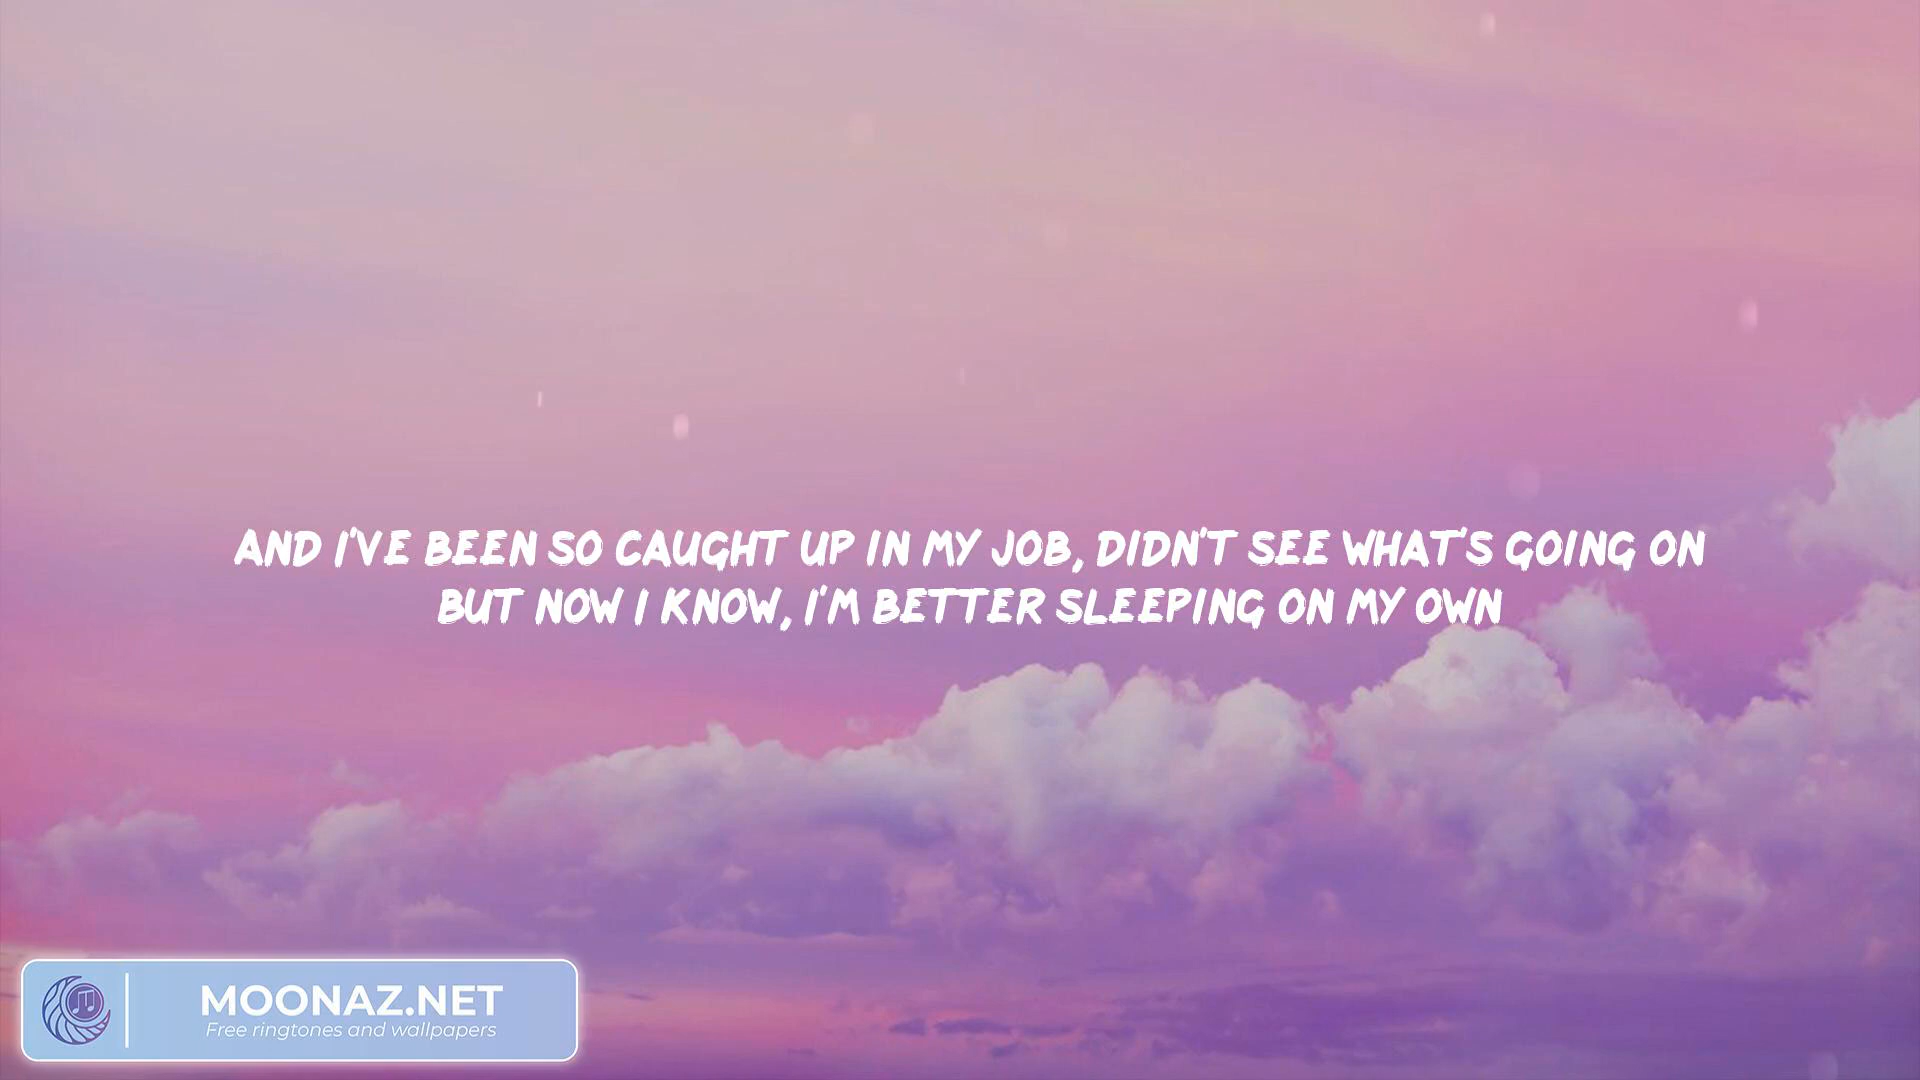 AND I'VE BEEN SO CAUGHT UP IN MY JOB, DIDN'T SEE WHAT'S GOING ON
BUT NOW I KNOW, I'M BETTER SLEEPING ON MY OWN
MOONAZ.NET
Free ringtones and wallpapers